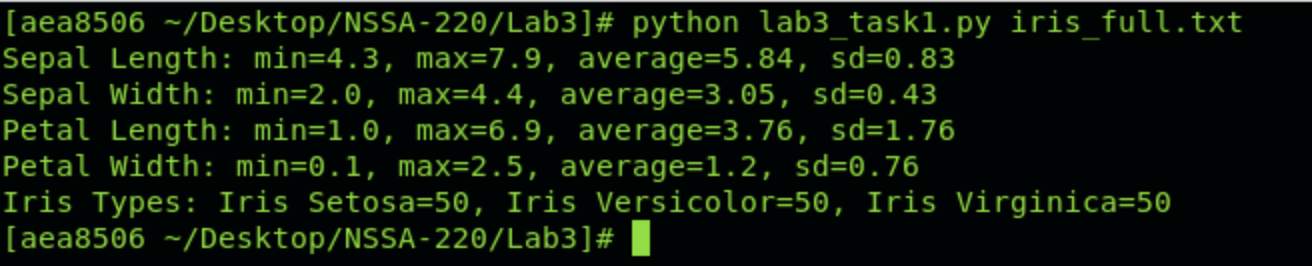 [aea8506 ~/Desktop/NSSA-220/Lab3]# python lab3_task1.py iris_full.txt
Sepal Length: min=4.3, max=7.9, average=5.84, sd=0.83
Sepal Width: min=2.0, max=4.4, average=3.05, sd=0.43
Petal Length: min=1.0, max=6.9, average=3.76, sd=1.76
Petal Width: min=0.1, max=2.5, average=1.2, sd=0.76
Iris Types: Iris Setosa=50, Iris Versicolor=50, Iris Virginica=50
[aea8506 ~/Desktop/NSSA-220/Lab3]#